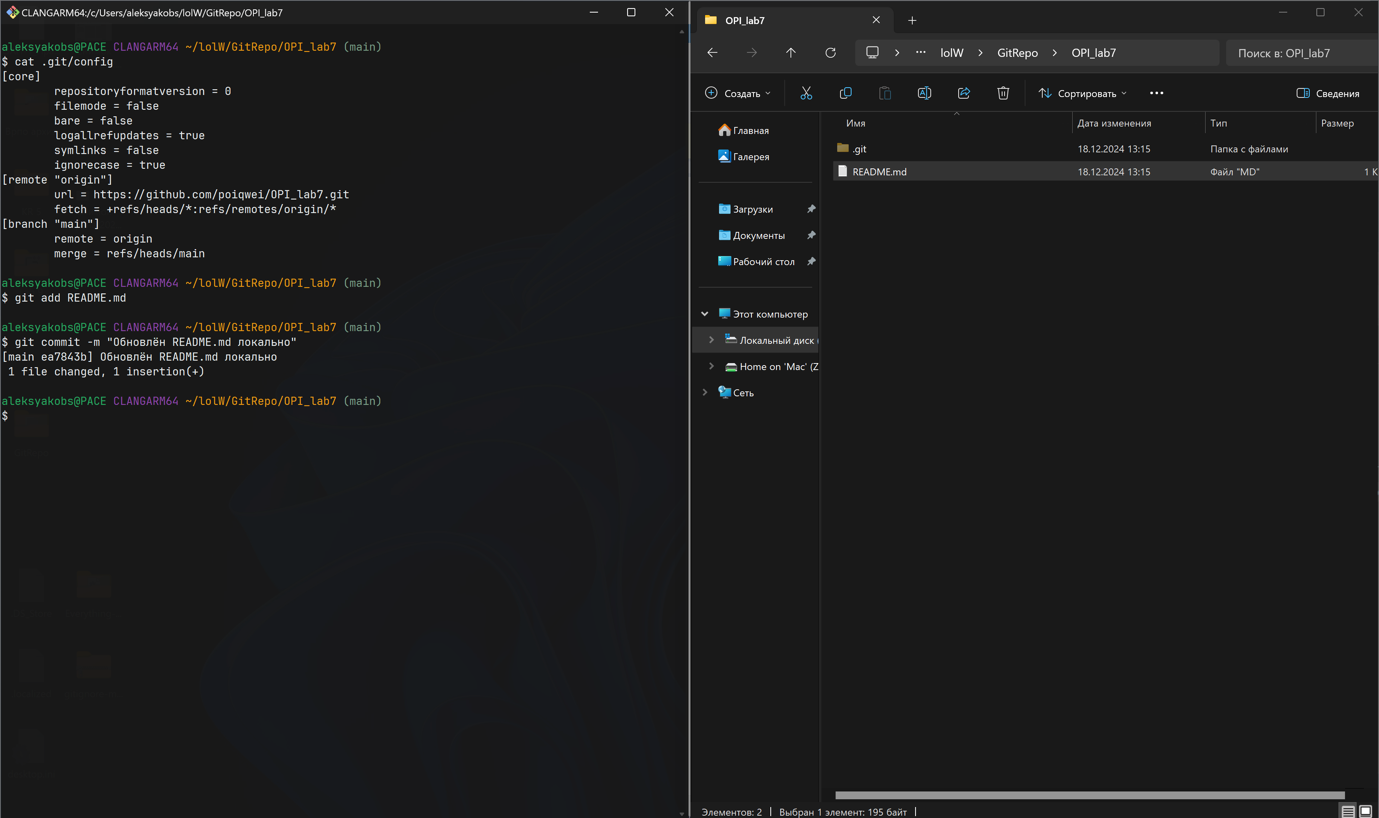 CLANGARM64:/c/Users/aleksyakobs/lolW/GitRepo/OPI_lab7
aleksyakobs@PACE CLANGARM64 ~/lolW/GitRepo/OPI_lab7 (main)
$ cat .git/config
[core]
repositoryformatversion = 0
filemode = false
bare = false
logallrefupdates = true
symlinks = false
ignorecase = true
[remote "origin"]
url = https://github.com/poiqwei/OPI_lab7.git
fetch = +refs/heads/*:refs/remotes/origin/*
[branch "main"]
remote = origin
merge = refs/heads/main
aleksyakobs@PACE CLANGARM64 ~/lolW/GitRepo/OPI_lab7 (main)
$ git add README.md
aleksyakobs@PACE CLANGARM64 ~/lolW/GitRepo/OPI_lab7 (main)
$ git commit -m "Обновлён README.md локально"
[main ea7843b] Обновлён README.md локально
1 file changed, 1 insertion(+)
aleksyakobs@PACE CLANGARM64 ~/lolW/GitRepo/OPI_lab7 (main)
$
OPI_lab7
lolW > GitRepo > OPI_lab7
Поиск в: OPI_lab7
Создать
Сортировать
Сведения
Главная
Галерея
Загрузки
Документы
Рабочий стол
Этот компьютер
Локальный диск (
Home on 'Mac' (Z
Сеть
Имя Дата изменения Тип Размер
.git 18.12.2024 13:15 Папка с файлами
README.md 18.12.2024 13:15 Файл "MD" 1 К
Элементов: 2 | Выбран 1 элемент: 195 байт |